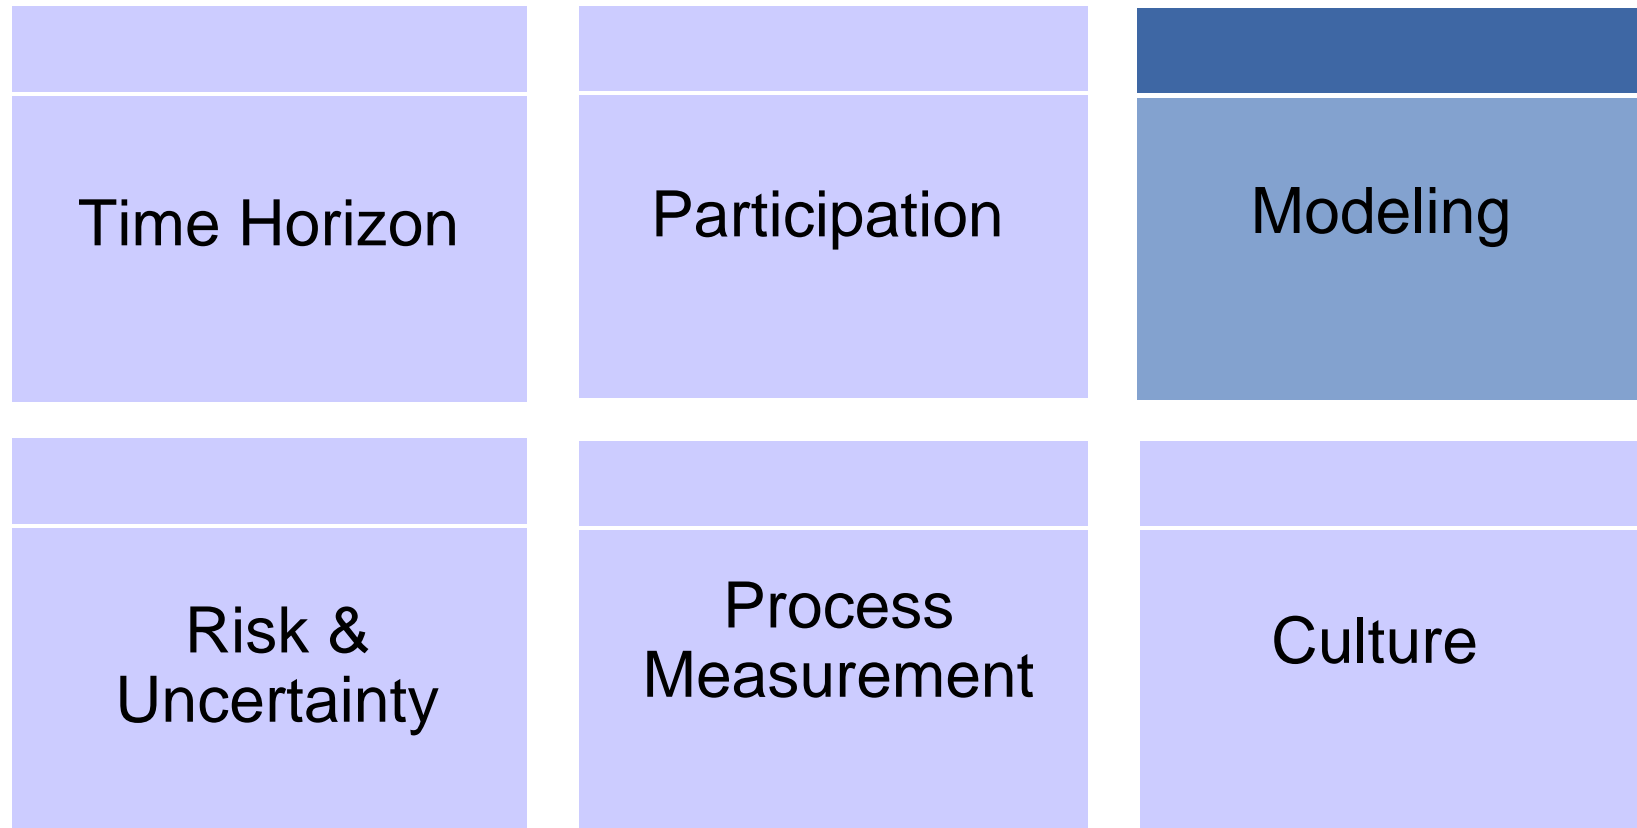 Time Horizon
Participation
Modeling
Risk &
Uncertainty
Process
Measurement
Culture